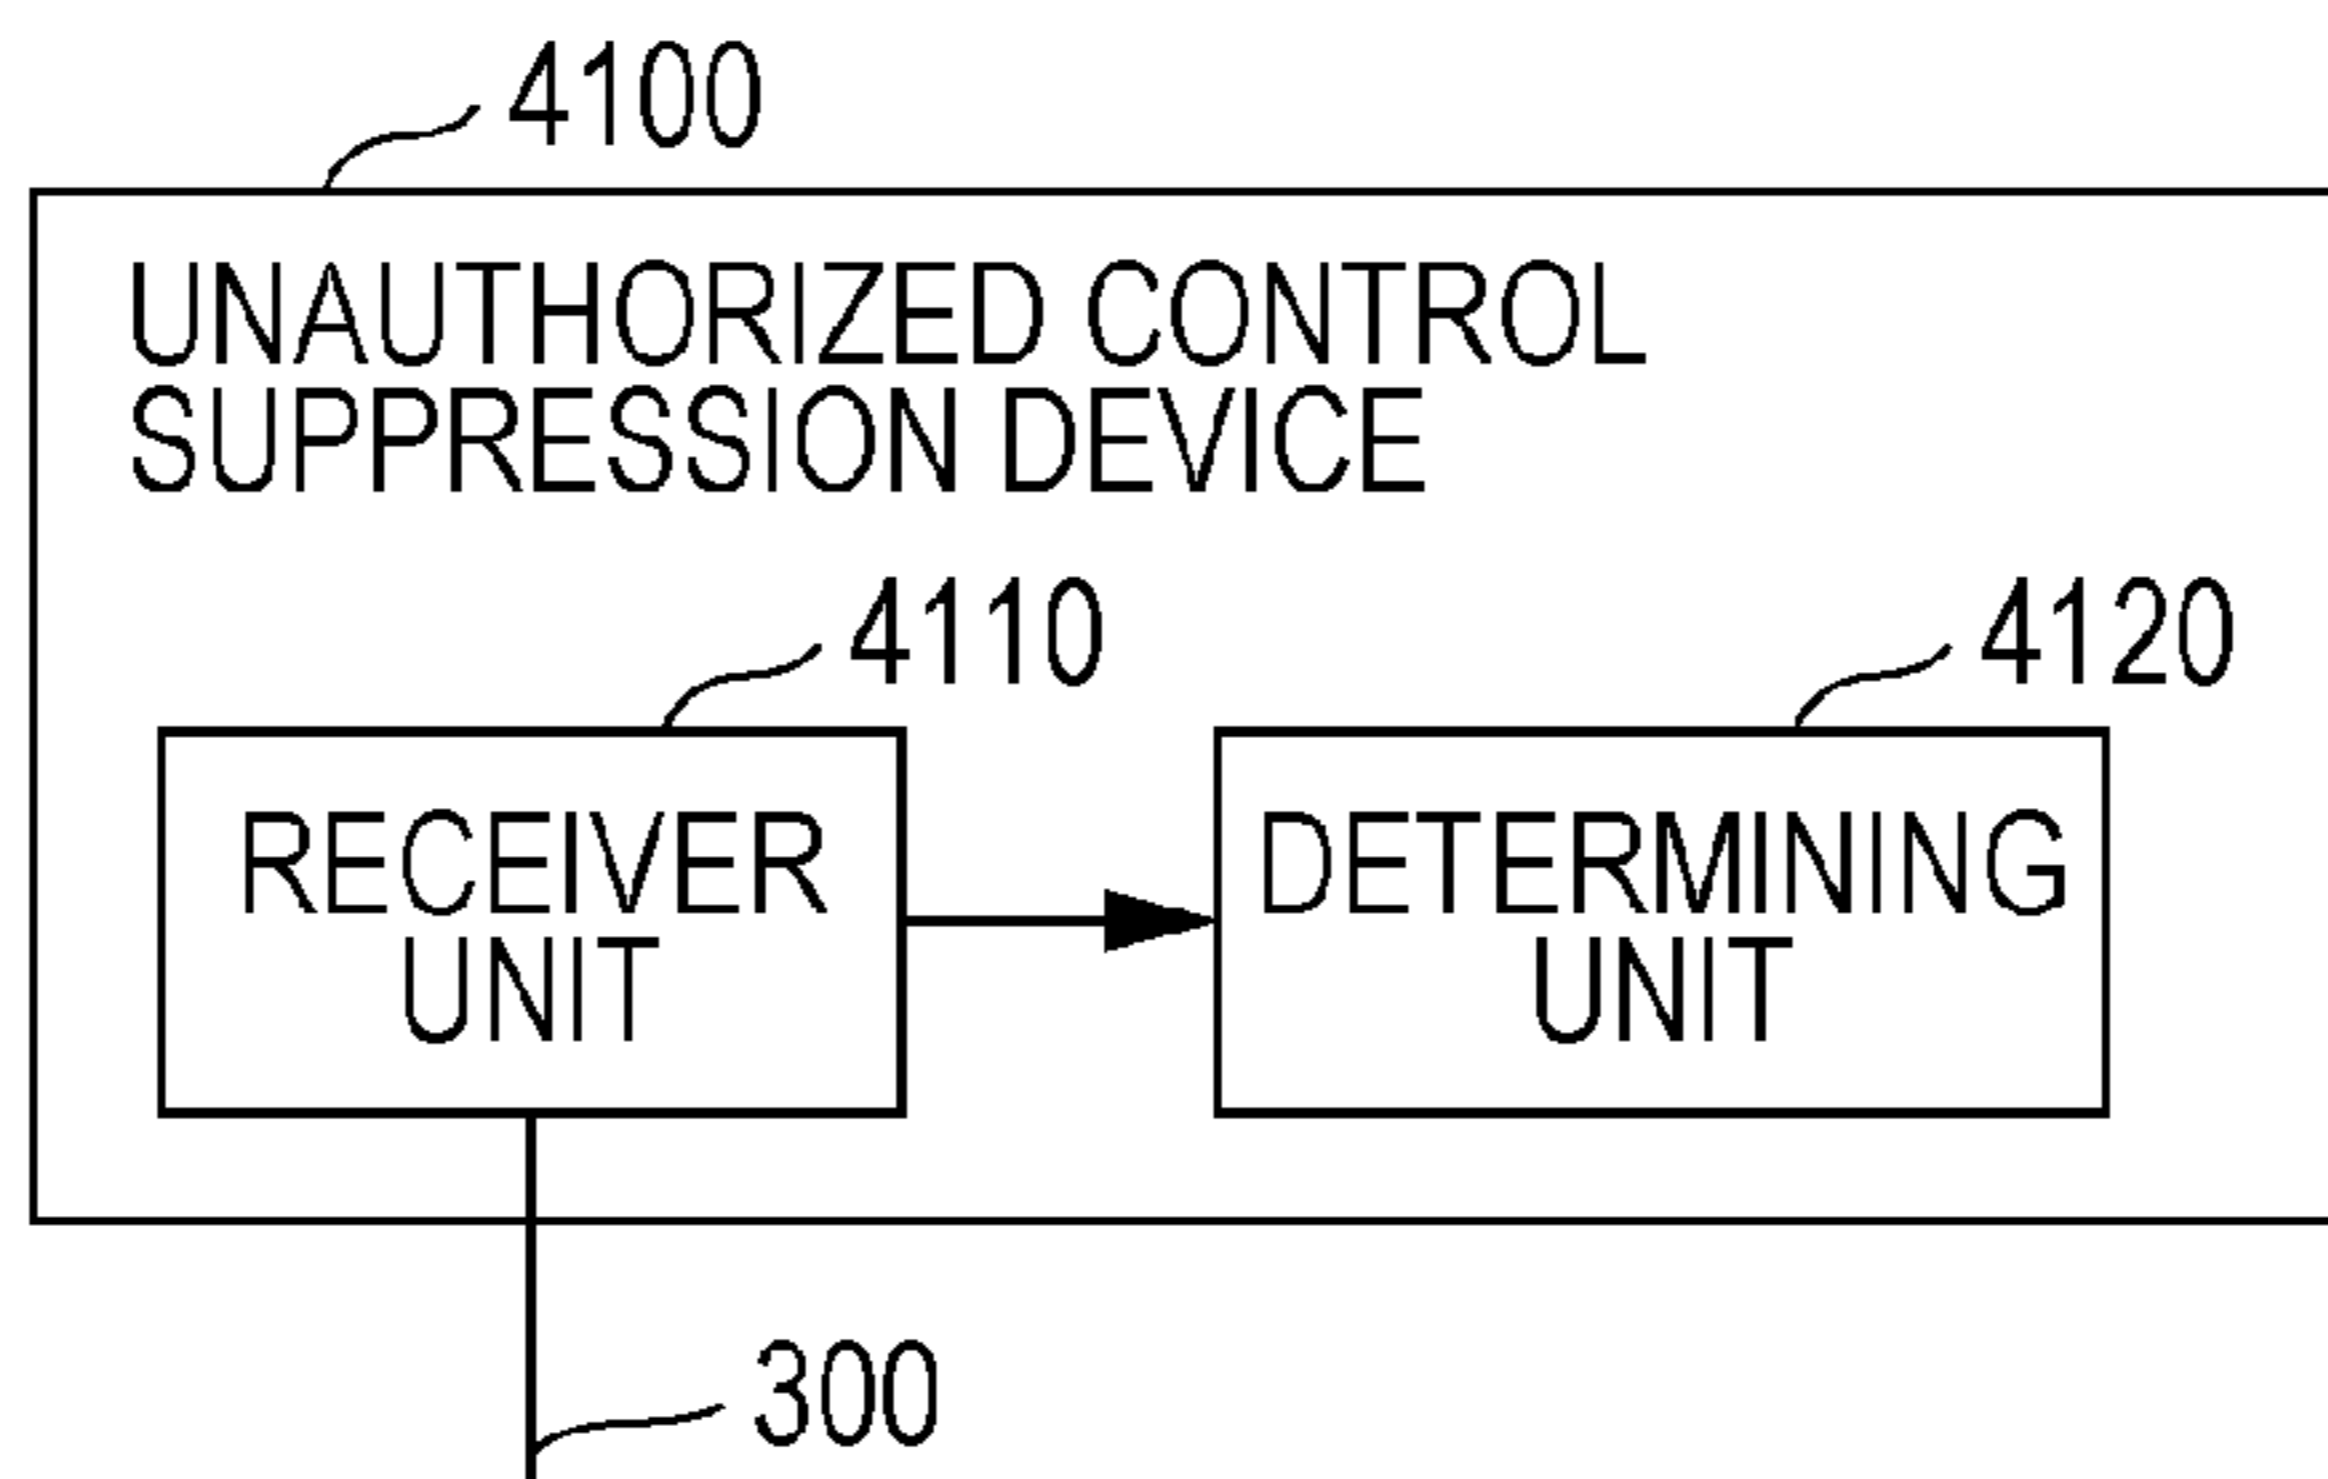 4100
UNAUTHORIZED CONTROL
SUPPRESSION DEVICE
4110
4120
RECEIVER
UNIT
DETERMINING
UNIT
300